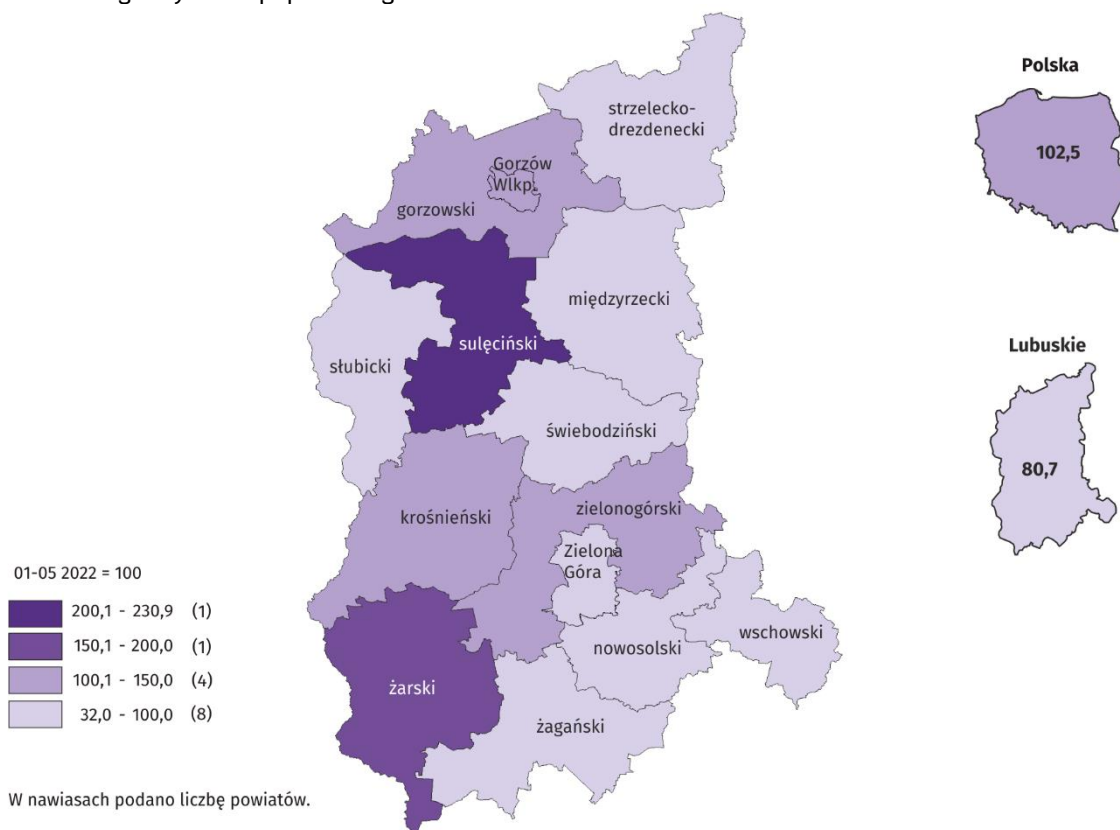 strzelecko-
drezdenecki
Gorzów
Wlkp.
gorzowski
międzyrzecki
sulęciński
słubicki
świebodziński
zielonogórski
krośnieński
Zielona
Góra
wschowski
nowosolski
żarski
żagański
Polska
102,5
Lubuskie
80,7
01-05 2022 = 100
200,1 - 230,9 (1)
150,1 - 200,0 (1)
100,1 - 150,0 (4)
32,0 - 100,0 (8)
W nawiasach podano liczbę powiatów.